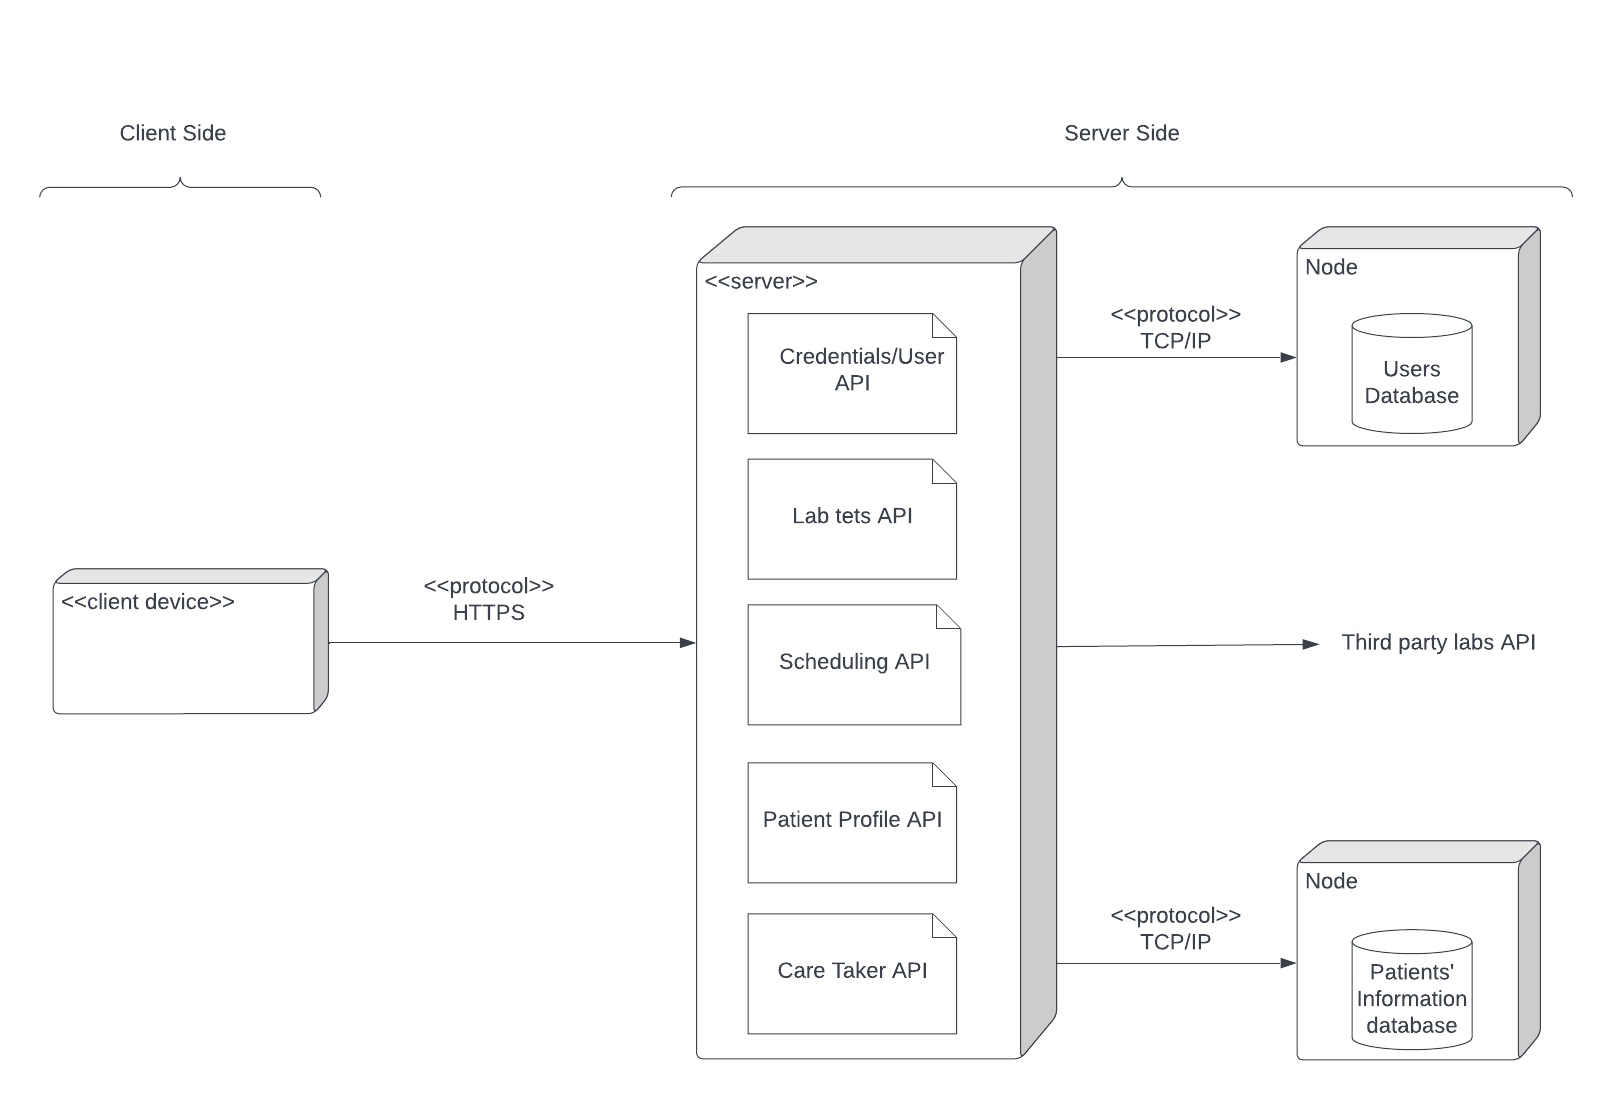 Client Side
Server Side
<<server>>
Credentials/User
API
Lab tets API
Scheduling API
Patient Profile API
Care Taker API
<<client device>>
<<protocol>>
HTTPS
<<protocol>>
TCP/IP
Node
Users
Database
Third party labs API
<<protocol>>
TCP/IP
Node
Patients'
Information
database